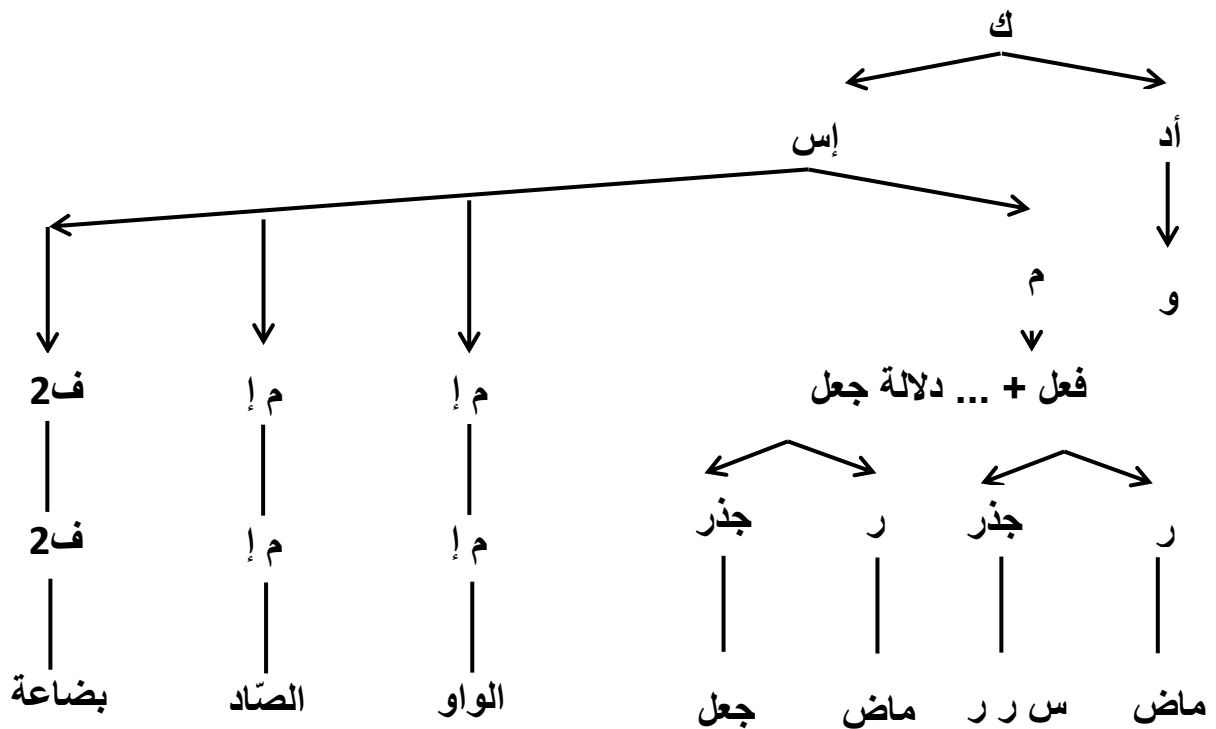 ك
أد إس
م
و
فعل + ... دلالة جعل م إ م إ ف2
ر جذر ر جذر م إ م إ ف2
ماض س ر ر ماض جعل الواو الصّاد بضاعة